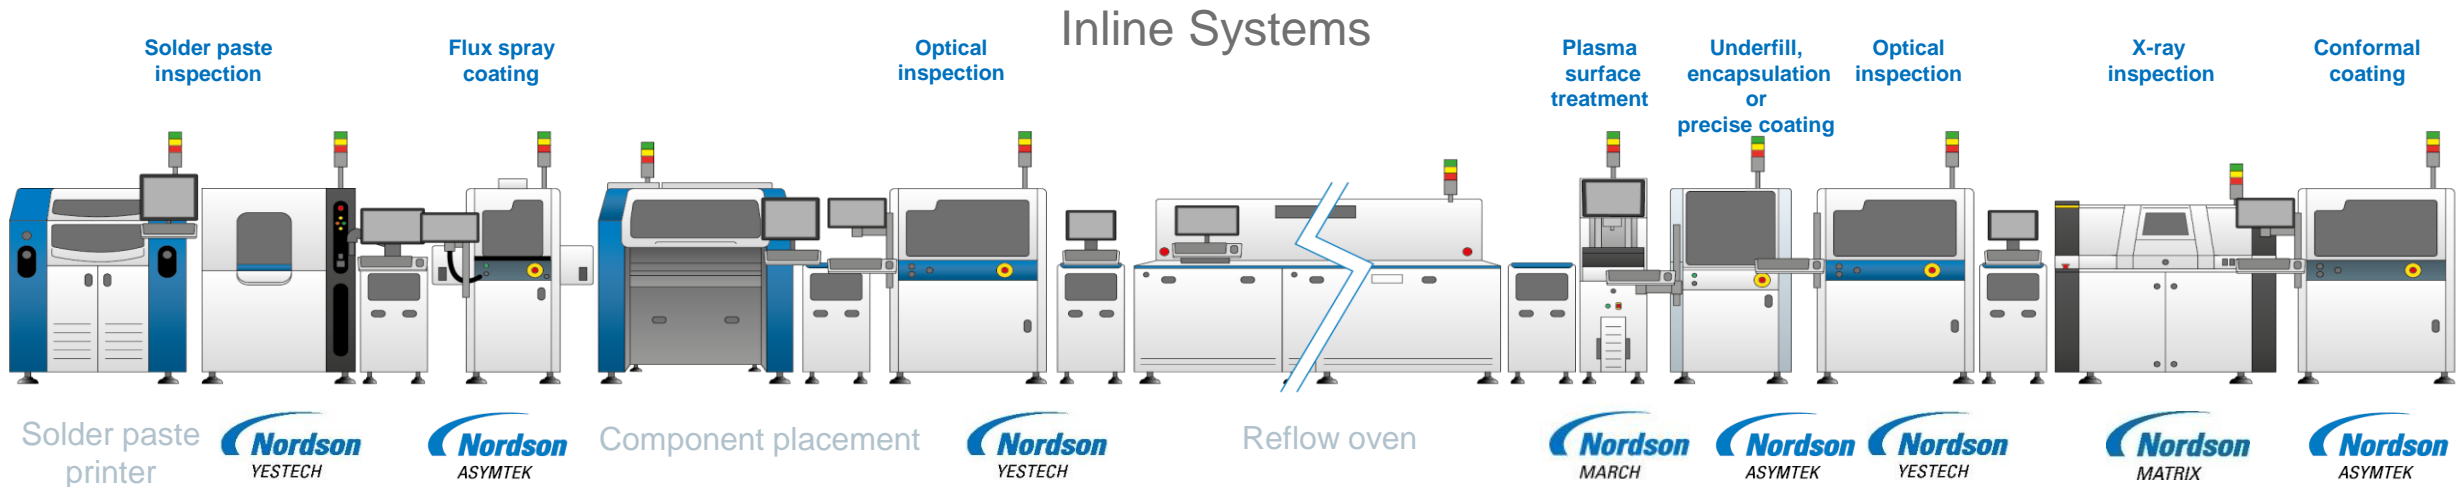 Inline Systems
Solder paste
inspection
Flux spray
coating
Optical
inspection
Plasma
surface
treatment
Underfill,
encapsulation
or
precise coating
Optical
inspection
X-ray
inspection
Conformal
coating
Solder paste
printer
Nordson
YESTECH
Nordson
ASYMTEK
Component placement
Nordson
YESTECH
Reflow oven
Nordson
MARCH
Nordson
ASYMTEK
Nordson
YESTECH
Nordson
MATRIX
Nordson
ASYMTEK